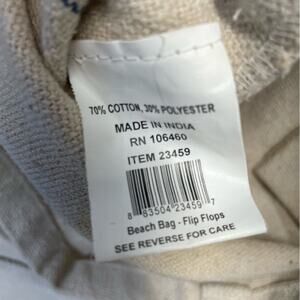 70% COTTON, 30% POLYESTER
MADE IN INDIA
RN 106460
ITEM 23459
8 83504 23459 7
Beach Bag - Flip Flops
SEE REVERSE FOR CARE